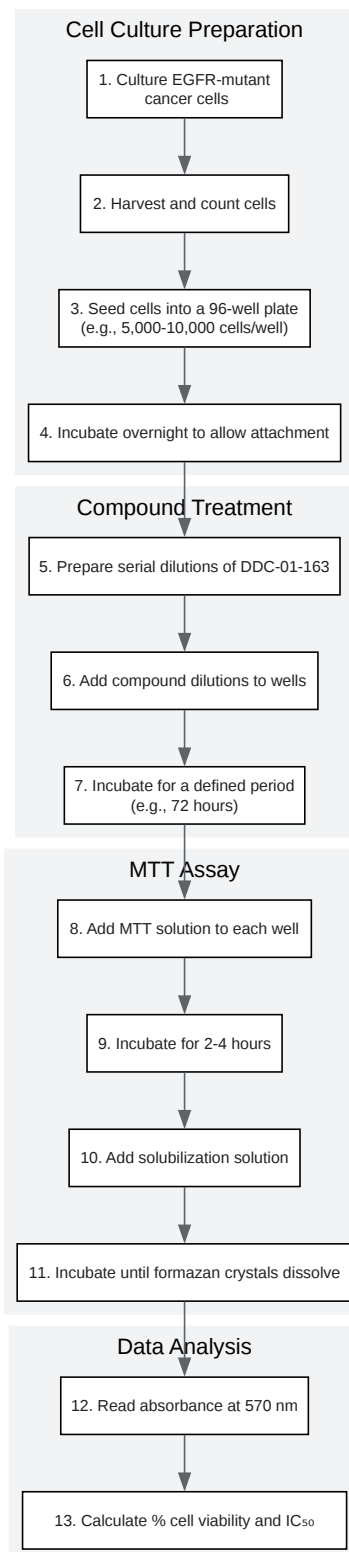 Cell Culture Preparation
1. Culture EGFR-mutant
cancer cells
2. Harvest and count cells
3. Seed cells into a 96-well plate
(e.g., 5,000-10,000 cells/well)
4. Incubate overnight to allow attachment
Compound Treatment
5. Prepare serial dilutions of DDC-01-163
6. Add compound dilutions to wells
7. Incubate for a defined period
(e.g., 72 hours)
MTT Assay
8. Add MTT solution to each well
9. Incubate for 2-4 hours
10. Add solubilization solution
11. Incubate until formazan crystals dissolve
Data Analysis
12. Read absorbance at 570 nm
13. Calculate % cell viability and IC₅₀